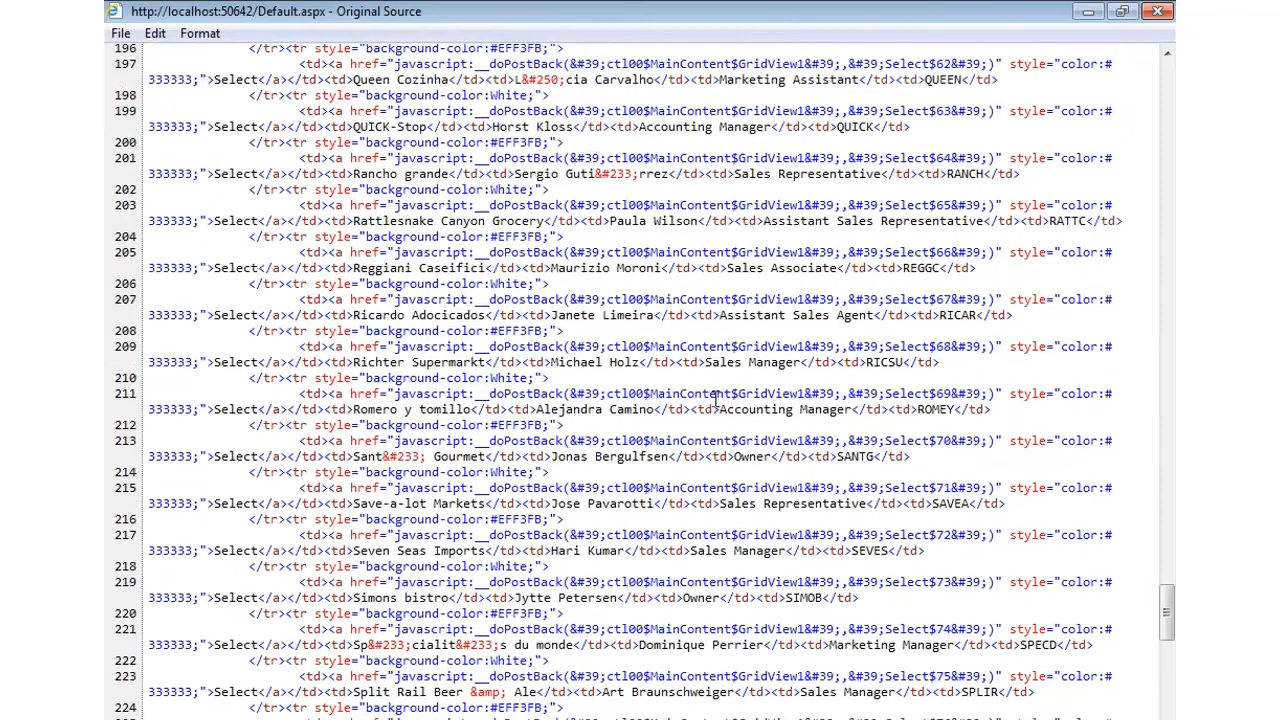 http://localhost:50642/Default.aspx - Original Source
File Edit Format
196 </tr><tr style="background-color:#EFF3FB;">
197 <td><a href="javascript:__doPostBack(&#39;ctl00$MainContent$GridView1&#39;,&#39;Select$62&#39;)" style="color:#
333333;">Select</a></td><td>Queen Cozinha</td><td>L&#250;cia Carvalho</td><td>Marketing Assistant</td><td>QUEEN</td>
198 </tr><tr style="background-color:White;">
199 <td><a href="javascript:__doPostBack(&#39;ctl00$MainContent$GridView1&#39;,&#39;Select$63&#39;)" style="color:#
333333;">Select</a></td><td>QUICK-Stop</td><td>Horst Kloss</td><td>Accounting Manager</td><td>QUICK</td>
200 </tr><tr style="background-color:#EFF3FB;">
201 <td><a href="javascript:__doPostBack(&#39;ctl00$MainContent$GridView1&#39;,&#39;Select$64&#39;)" style="color:#
333333;">Select</a></td><td>Rancho grande</td><td>Sergio Guti&#233;rrez</td><td>Sales Representative</td><td>RANCH</td>
202 </tr><tr style="background-color:White;">
203 <td><a href="javascript:__doPostBack(&#39;ctl00$MainContent$GridView1&#39;,&#39;Select$65&#39;)" style="color:#
333333;">Select</a></td><td>Rattlesnake Canyon Grocery</td><td>Paula Wilson</td><td>Assistant Sales Representative</td><td>RATTC</td>
204 </tr><tr style="background-color:#EFF3FB;">
205 <td><a href="javascript:__doPostBack(&#39;ctl00$MainContent$GridView1&#39;,&#39;Select$66&#39;)" style="color:#
333333;">Select</a></td><td>Reggiani Caseifici</td><td>Maurizio Moroni</td><td>Sales Associate</td><td>REGGC</td>
206 </tr><tr style="background-color:White;">
207 <td><a href="javascript:__doPostBack(&#39;ctl00$MainContent$GridView1&#39;,&#39;Select$67&#39;)" style="color:#
333333;">Select</a></td><td>Ricardo Adocicados</td><td>Janete Limeira</td><td>Assistant Sales Agent</td><td>RICAR</td>
208 </tr><tr style="background-color:#EFF3FB;">
209 <td><a href="javascript:__doPostBack(&#39;ctl00$MainContent$GridView1&#39;,&#39;Select$68&#39;)" style="color:#
333333;">Select</a></td><td>Richter Supermarkt</td><td>Michael Holz</td><td>Sales Manager</td><td>RICSU</td>
210 </tr><tr style="background-color:White;">
211 <td><a href="javascript:__doPostBack(&#39;ctl00$MainContent$GridView1&#39;,&#39;Select$69&#39;)" style="color:#
333333;">Select</a></td><td>Romero y tomillo</td><td>Alejandra Camino</td><td>Accounting Manager</td><td>ROMEY</td>
212 </tr><tr style="background-color:#EFF3FB;">
213 <td><a href="javascript:__doPostBack(&#39;ctl00$MainContent$GridView1&#39;,&#39;Select$70&#39;)" style="color:#
333333;">Select</a></td><td>Sant&#233; Gourmet</td><td>Jonas Bergulfsen</td><td>Owner</td><td>SANTG</td>
214 </tr><tr style="background-color:White;">
215 <td><a href="javascript:__doPostBack(&#39;ctl00$MainContent$GridView1&#39;,&#39;Select$71&#39;)" style="color:#
333333;">Select</a></td><td>Save-a-lot Markets</td><td>Jose Pavarotti</td><td>Sales Representative</td><td>SAVEA</td>
216 </tr><tr style="background-color:#EFF3FB;">
217 <td><a href="javascript:__doPostBack(&#39;ctl00$MainContent$GridView1&#39;,&#39;Select$72&#39;)" style="color:#
333333;">Select</a></td><td>Seven Seas Imports</td><td>Hari Kumar</td><td>Sales Manager</td><td>SEVES</td>
218 </tr><tr style="background-color:White;">
219 <td><a href="javascript:__doPostBack(&#39;ctl00$MainContent$GridView1&#39;,&#39;Select$73&#39;)" style="color:#
333333;">Select</a></td><td>Simons bistro</td><td>Jytte Petersen</td><td>Owner</td><td>SIMOB</td>
220 </tr><tr style="background-color:#EFF3FB;">
221 <td><a href="javascript:__doPostBack(&#39;ctl00$MainContent$GridView1&#39;,&#39;Select$74&#39;)" style="color:#
333333;">Select</a></td><td>Sp&#233;cialit&#233;s du monde</td><td>Dominique Perrier</td><td>Marketing Manager</td><td>SPECD</td>
222 </tr><tr style="background-color:White;">
223 <td><a href="javascript:__doPostBack(&#39;ctl00$MainContent$GridView1&#39;,&#39;Select$75&#39;)" style="color:#
333333;">Select</a></td><td>Split Rail Beer &amp; Ale</td><td>Art Braunschweiger</td><td>Sales Manager</td><td>SPLIR</td>
224 </tr><tr style="background-color:#EFF3FB;">